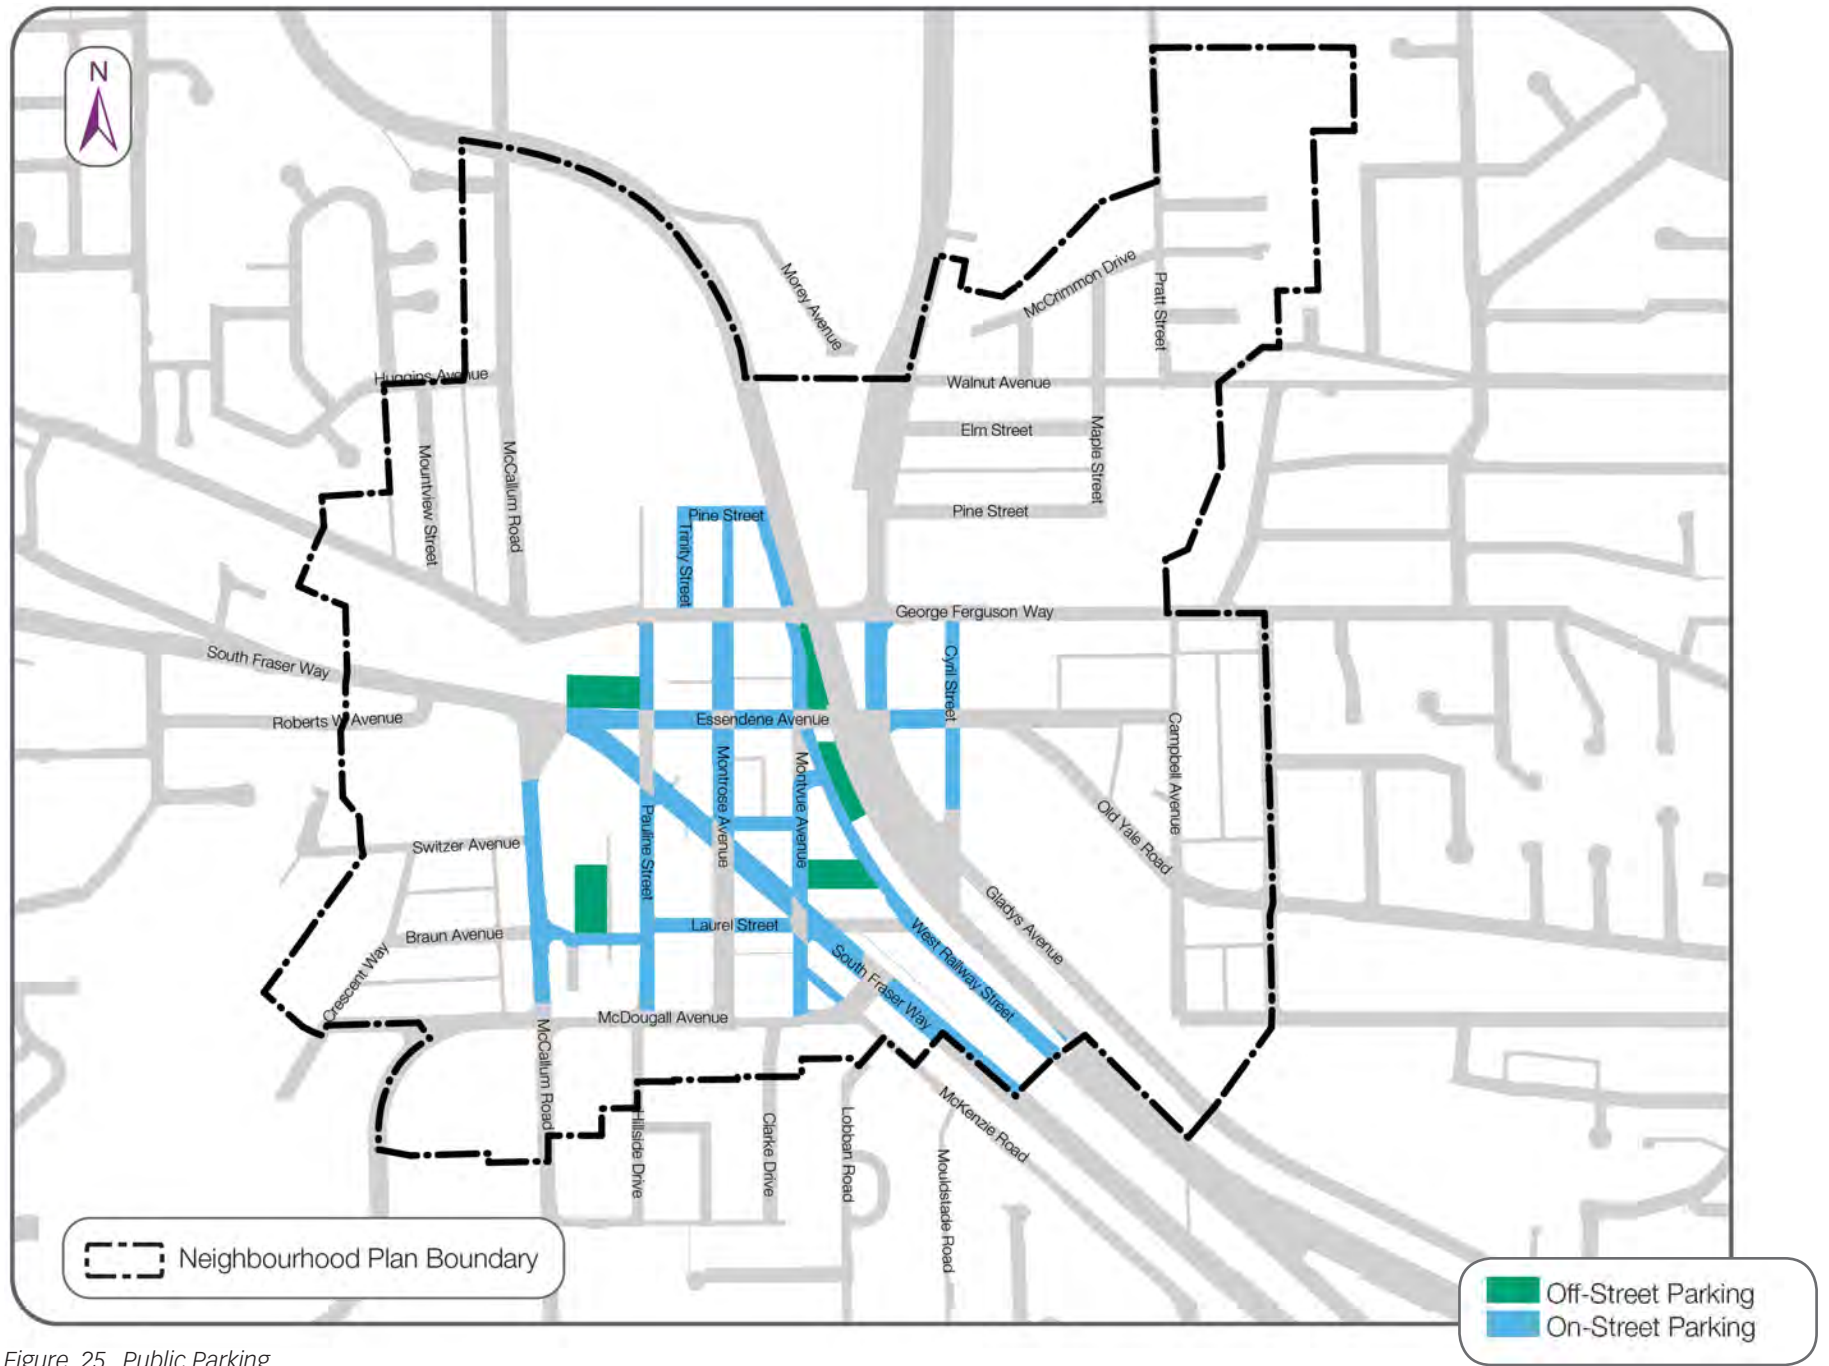 N
Morey Avenue
McCrimmon Drive
Pratt Street
Huggins Avenue
Walnut Avenue
Elm Street
Maple Street
Mountview Street
McCallum Road
Pine Street
Pine Street
Trinity Street
George Ferguson Way
South Fraser Way
Cyril Street
Roberts W Avenue
Essendene Avenue
Campbell Avenue
Montrose Avenue
Montvue Avenue
Pauline Street
Old Yale Road
Switzer Avenue
Gladys Avenue
Laurel Street
Braun Avenue
West Railway Street
Crescent Way
South Fraser Way
McDougall Avenue
McCallum Road
McKenzie Road
Hillside Drive
Clarke Drive
Lobban Road
Mouldstade Road
Neighbourhood Plan Boundary
Off-Street Parking
On-Street Parking
Figure 25. Public Parking